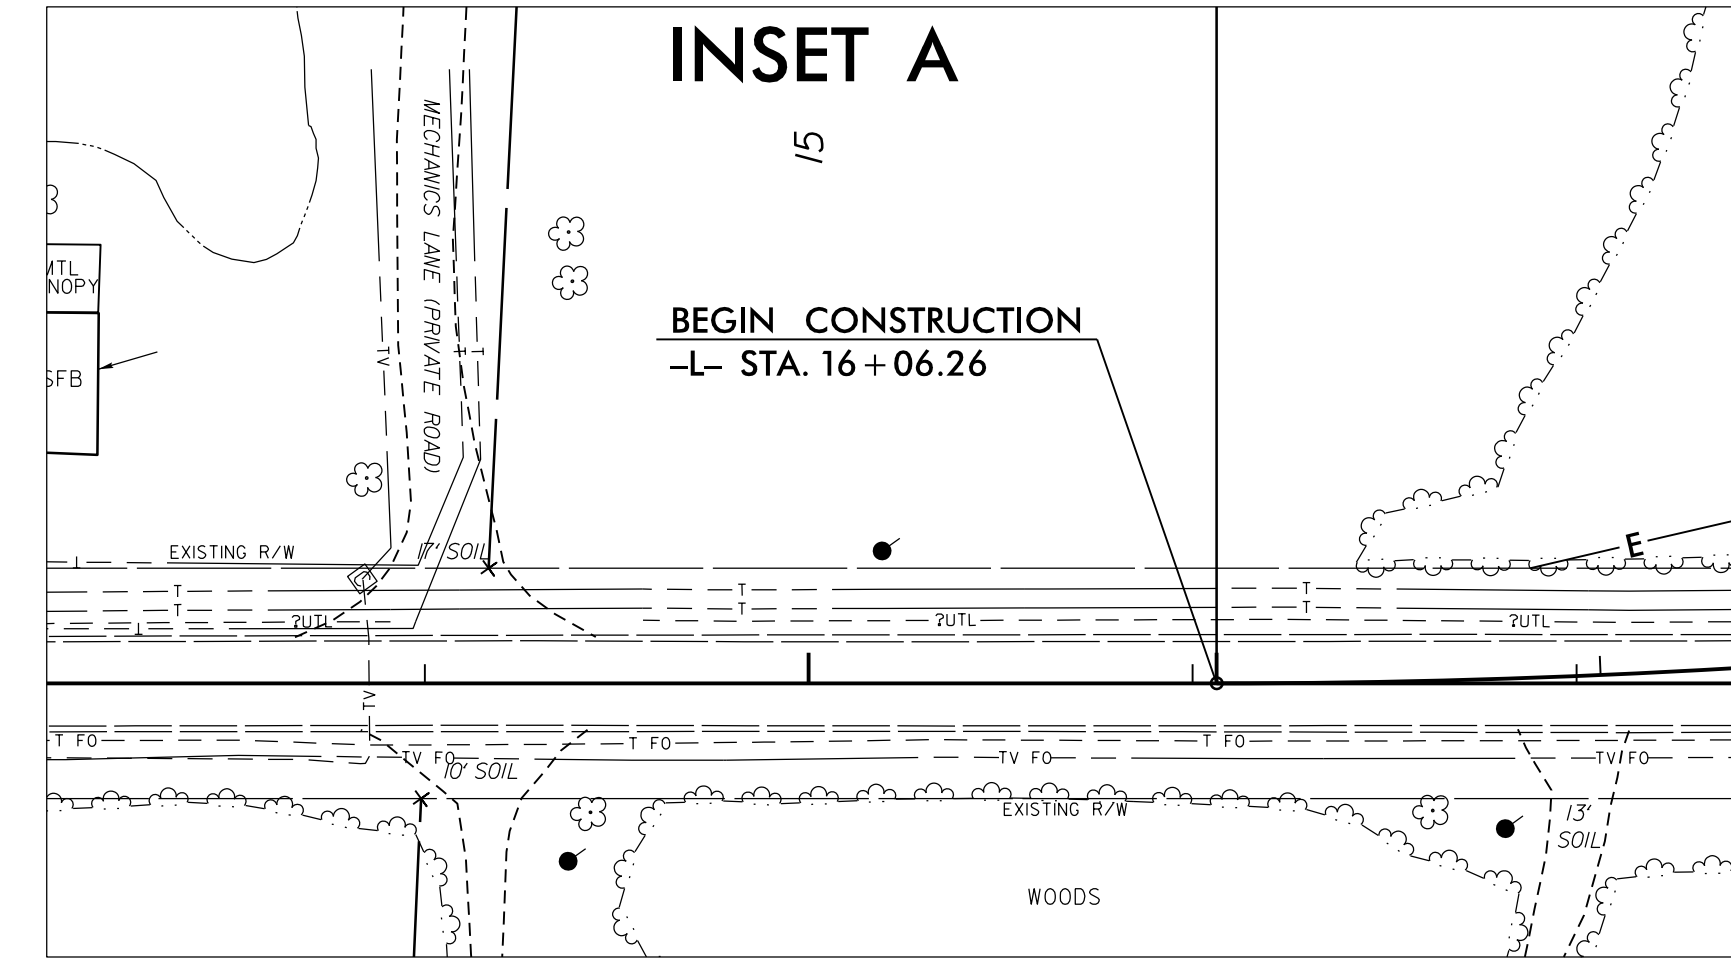 INSET A
15
MECHANICS LANE (PRIVATE ROAD)
NOPY
SFB
TV
T
T
BEGIN CONSTRUCTION
-L- STA. 16+06.26
EXISTING R/W
17' SOIL
E
T
T
T
T
T
T
?UTL
?UTL
?UTL
TV
T FO
T FO
T FO
TV FO
TV FO
TV FO
10' SOIL
EXISTING R/W
13'
SOIL
WOODS